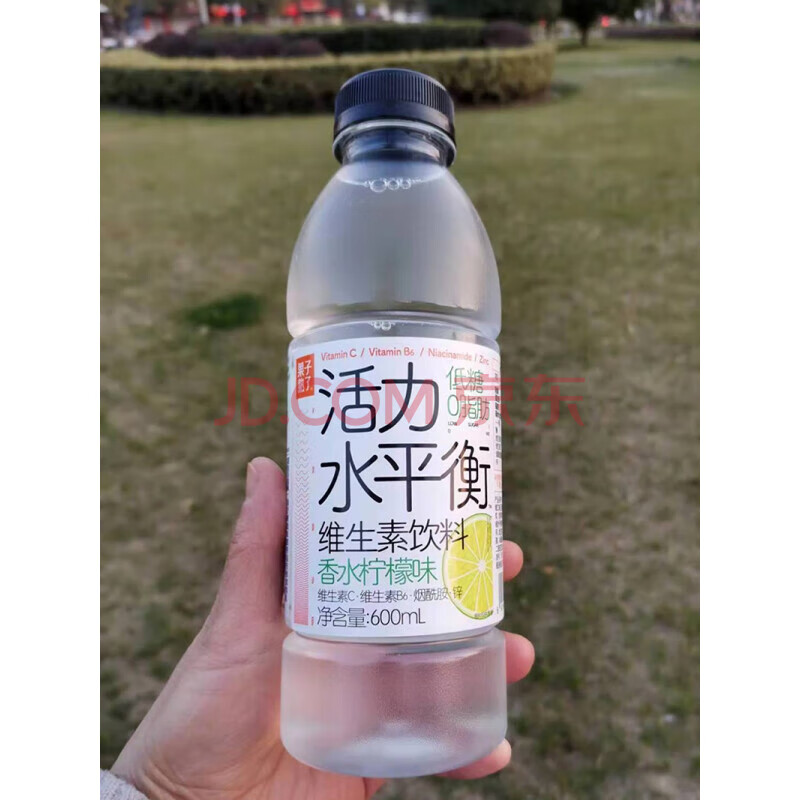 Vitamin C / Vitamin B6 / Niacinamide / Zinc
果子
熟了
活力
低糖
0脂肪
水平衡
维生素饮料
香水柠檬味
维生素C·维生素B6·烟酰胺·锌
净含量:600mL
JD.COM 京东